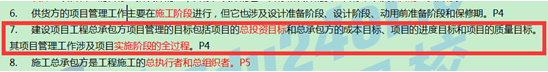 6. 供货方的项目管理工作主要在施工阶段进行，但它也涉及设计准备阶段、设计阶段、动用前准备阶段和保修期。P4
7. 建设项目工程总承包方项目管理的目标包括项目的总投资目标和总承包方的成本目标、项目的进度目标和项目的质量目标。
其项目管理工作涉及项目实施阶段的全过程。P4
8. 施工总承包方是工程施工的总执行者和总组织者。P5